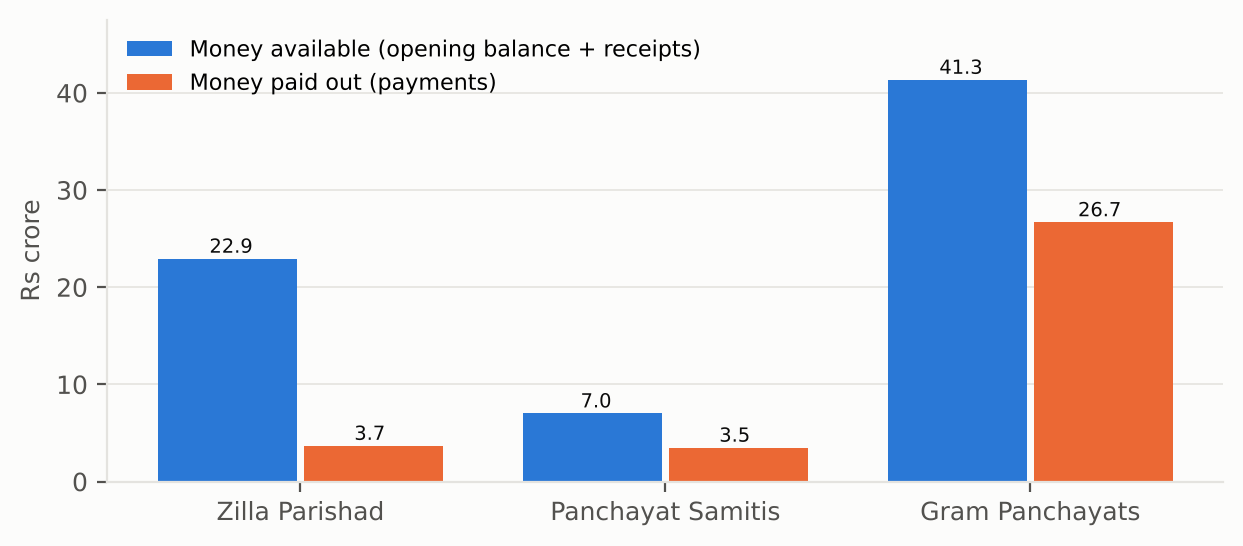 Money available (opening balance + receipts)
Money paid out (payments)
Rs crore
40
30
20
10
0
22.9
3.7
7.0
3.5
41.3
26.7
Zilla Parishad
Panchayat Samitis
Gram Panchayats